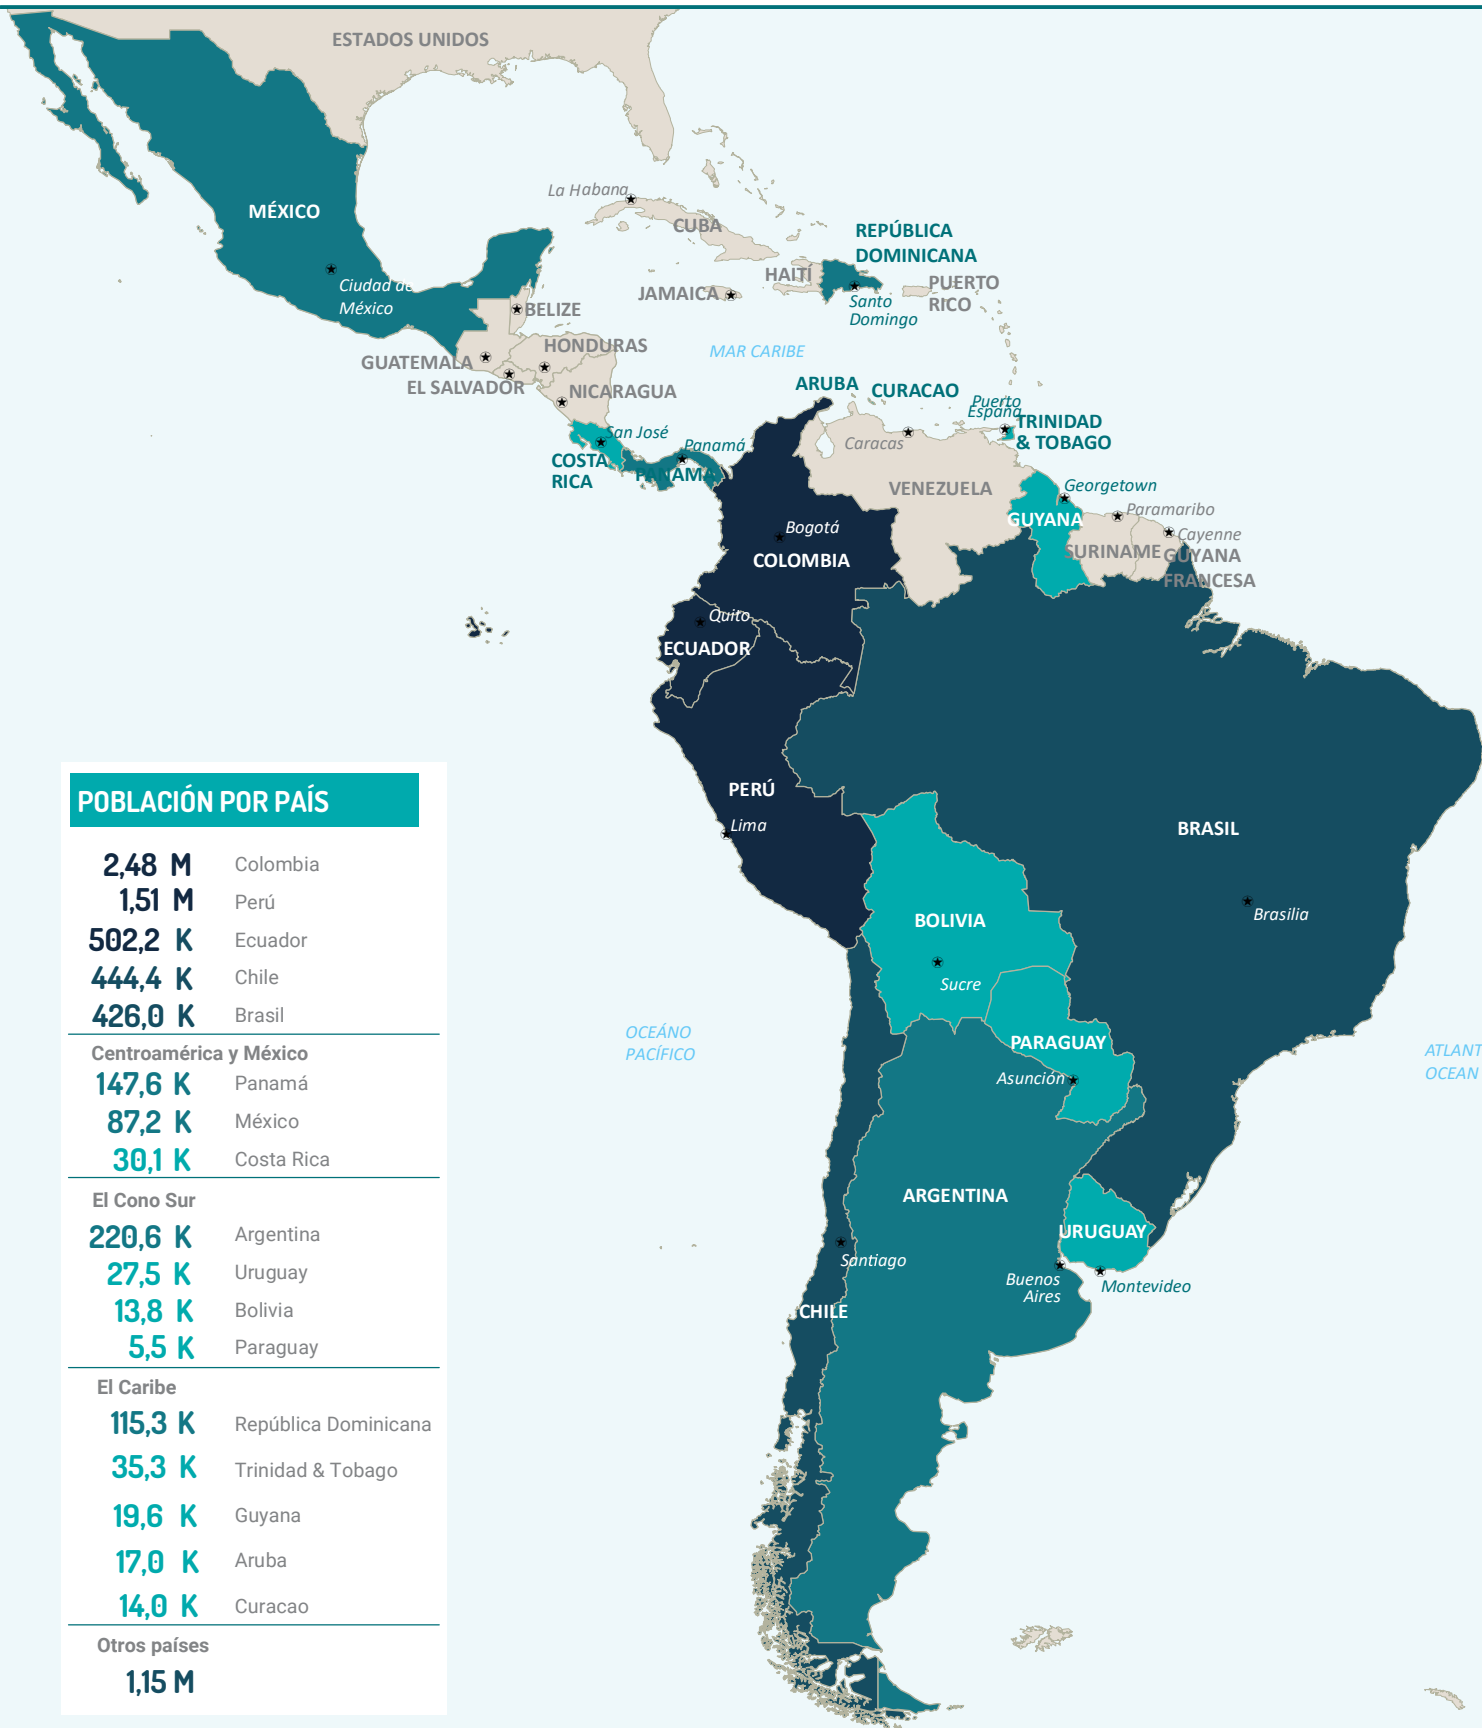 ESTADOS UNIDOS
MÉXICO
Ciudad de
México
La Habana
CUBA
REPÚBLICA
DOMINICANA
HAITÍ
JAMAICA
PUERTO
RICO
Santo
Domingo
BELIZE
HONDURAS
GUATEMALA
EL SALVADOR
NICARAGUA
MAR CARIBE
ARUBA
CURACAO
Puerto
España
TRINIDAD
& TOBAGO
San José
Panamá
COSTA
RICA
PANAMÁ
Caracas
VENEZUELA
Georgetown
GUYANA
Paramaribo
SURINAME
Cayenne
GUYANA
FRANCESA
Bogotá
COLOMBIA
Quito
ECUADOR
PERÚ
Lima
BRASIL
Brasilia
BOLIVIA
Sucre
OCEÁNO
PACÍFICO
PARAGUAY
Asunción
ATLANT
OCEAN
ARGENTINA
URUGUAY
Santiago
Buenos
Aires
Montevideo
CHILE
POBLACIÓN POR PAÍS
2,48 M Colombia
1,51 M Perú
502,2 K Ecuador
444,4 K Chile
426,0 K Brasil
Centroamérica y México
147,6 K Panamá
87,2 K México
30,1 K Costa Rica
El Cono Sur
220,6 K Argentina
27,5 K Uruguay
13,8 K Bolivia
5,5 K Paraguay
El Caribe
115,3 K República Dominicana
35,3 K Trinidad & Tobago
19,6 K Guyana
17,0 K Aruba
14,0 K Curacao
Otros países
1,15 M